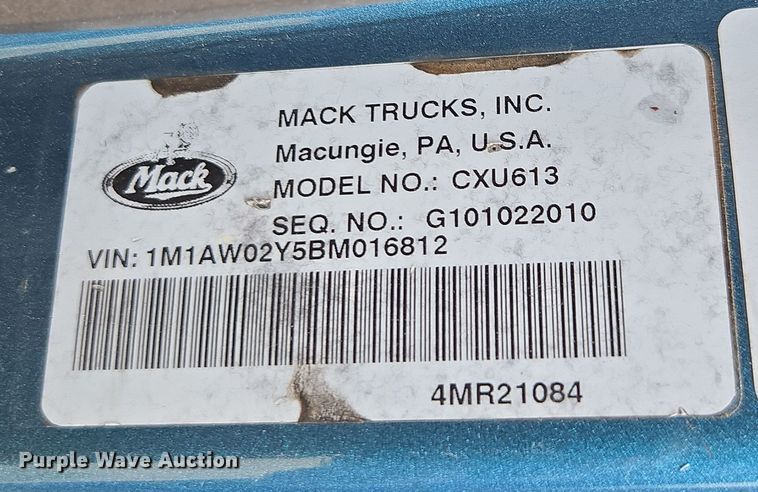 MACK TRUCKS, INC.
Macungie, PA, U.S.A.
Mack
MODEL NO.: CXU613
SEQ. NO.: G101022010
VIN: 1M1AW02Y5BM016812
4MR21084
Purple Wave Auction